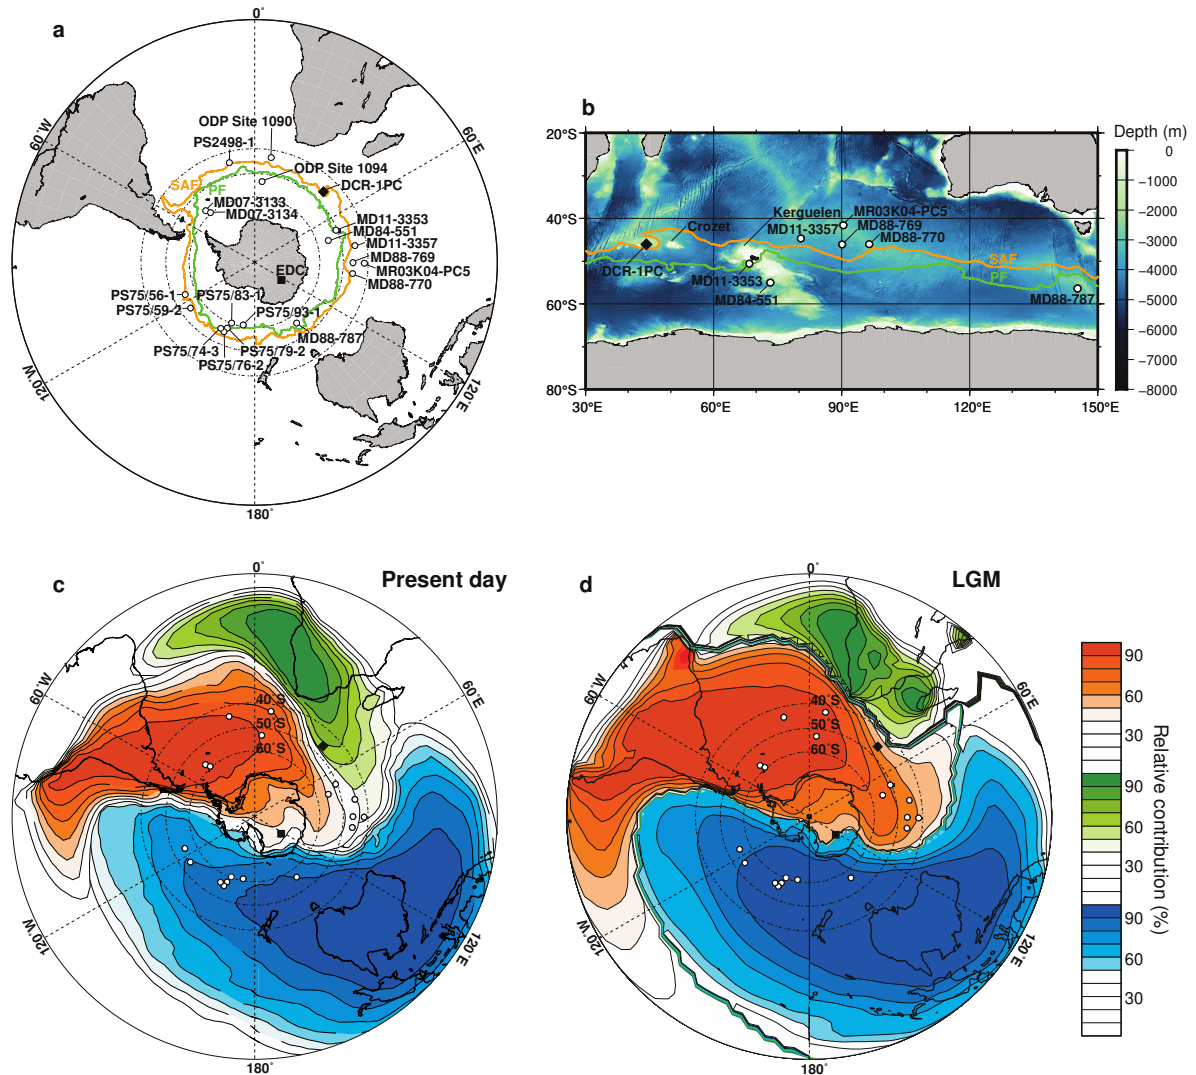 a
0°
60°W
60°E
120°W
120°E
180°
ODP Site 1090
PS2498-1
ODP Site 1094
SAF
PF
DCR-1PC
MD07-3133
MD07-3134
MD11-3353
MD84-551
MD11-3357
MD88-769
MR03K04-PC5
MD88-770
EDC
PS75/56-1
PS75/83-1
PS75/59-2
PS75/93-1
MD88-787
PS75/74-3
PS75/79-2
PS75/76-2
b
20°S
40°S
60°S
80°S
30°E
60°E
90°E
120°E
150°E
Kerguelen
MR03K04-PC5
MD88-769
MD11-3357
MD88-770
Crozet
DCR-1PC
SAF
PF
MD11-3353
MD84-551
MD88-787
Depth (m)
0
−1000
−2000
−3000
−4000
−5000
−6000
−7000
−8000
c
0°
Present day
60°W
60°E
40°S
50°S
60°S
120°W
120°E
180°
d
0°
LGM
60°W
60°E
40°S
50°S
60°S
120°W
120°E
180°
90
60
30
90
60
30
90
60
30
Relative contribution (%)